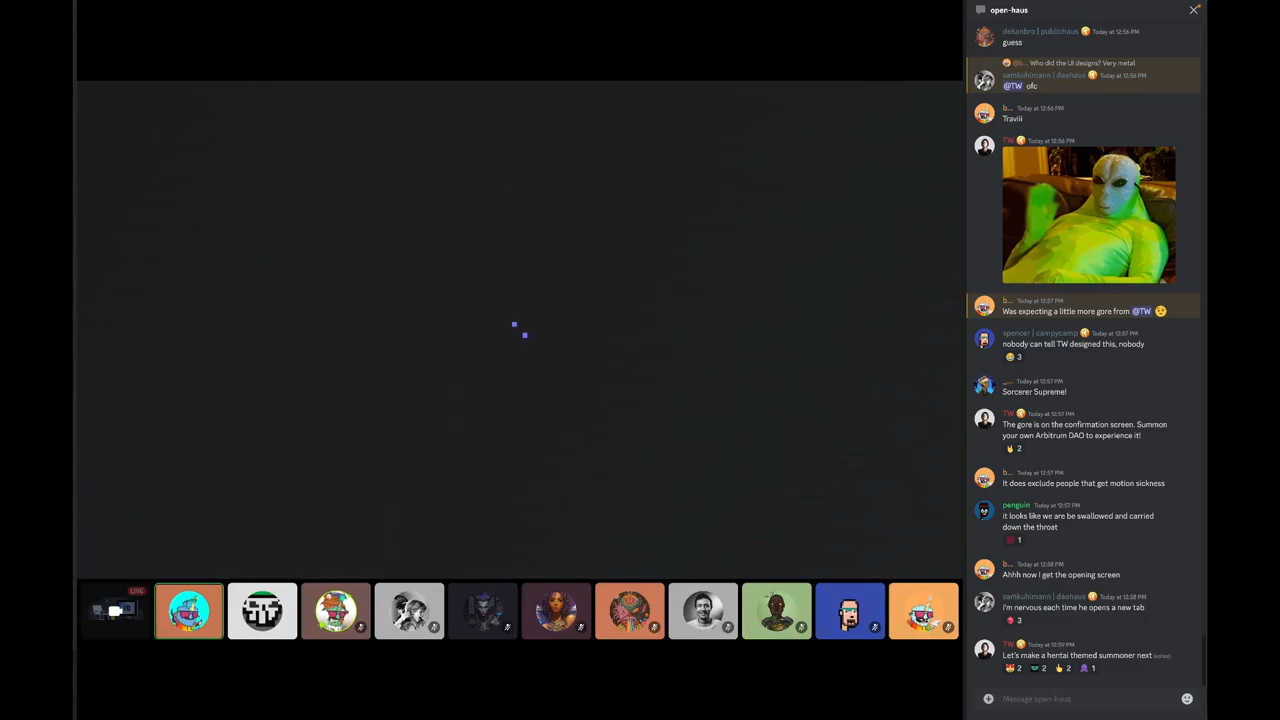 open-haus
dekanbro | publichaus Today at 12:56 PM
guess
@b... Who did the UI designs? Very metal
samkuhlmann | daohaus Today at 12:56 PM
@TW ofc
b... Today at 12:56 PM
Traviii
TW Today at 12:56 PM
b... Today at 12:57 PM
Was expecting a little more gore from @TW
spencer | campycamp Today at 12:57 PM
nobody can tell TW designed this, nobody
3
_... Today at 12:57 PM
Sorcerer Supreme!
TW Today at 12:57 PM
The gore is on the confirmation screen. Summon
your own Arbitrum DAO to experience it!
2
b... Today at 12:57 PM
It does exclude people that get motion sickness
penguin Today at 12:57 PM
it looks like we are be swallowed and carried
down the throat
1
b... Today at 12:58 PM
Ahhh now I get the opening screen
samkuhlmann | daohaus Today at 12:58 PM
i'm nervous each time he opens a new tab
3
TW Today at 12:59 PM
Let's make a hentai themed summoner next (edited)
2 2 2 1
Message open-haus
LIVE